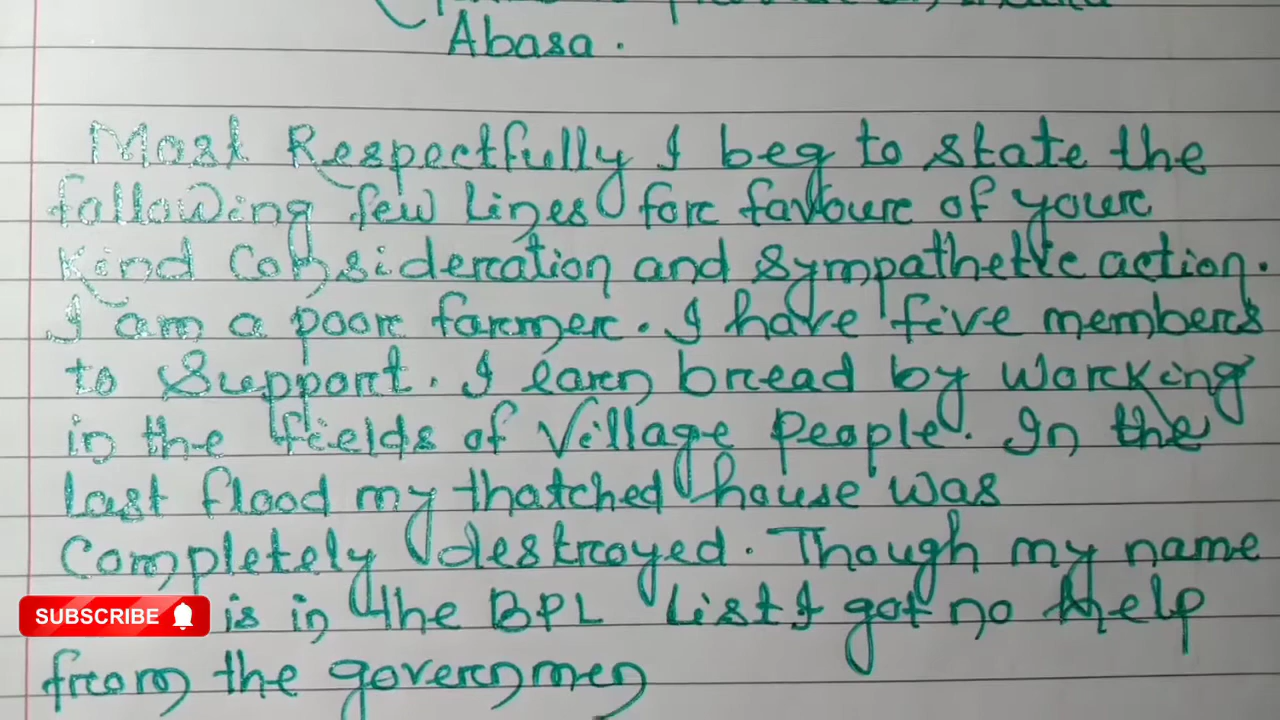 Abasa.
Most Respectfully I beg to state the
following few lines for favour of your
kind consideration and sympathetic action.
I am a poor farmer. I have five members
to support. I earn bread by working
in the fields of village people. In the
last flood my thatched house was
completely destroyed. Though my name
SUBSCRIBE is in the BPL list I got no help
from the governmen